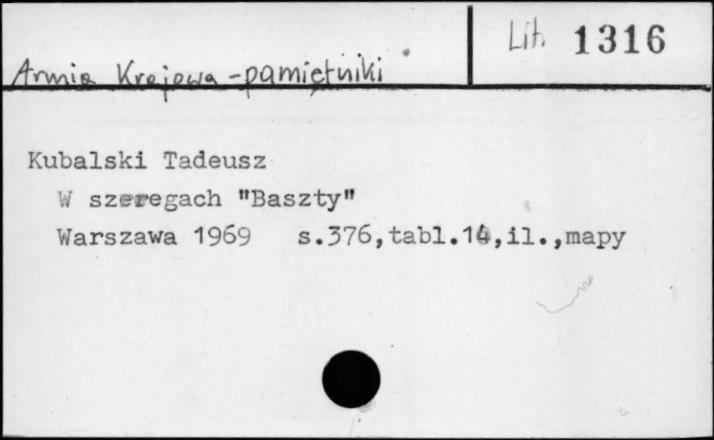 Lit. 1316
Armia Krajowa - pamiętniki
Kubalski Tadeusz
W szeregach "Baszty"
Warszawa 1969 s.376,tabl.14,il.,mapy